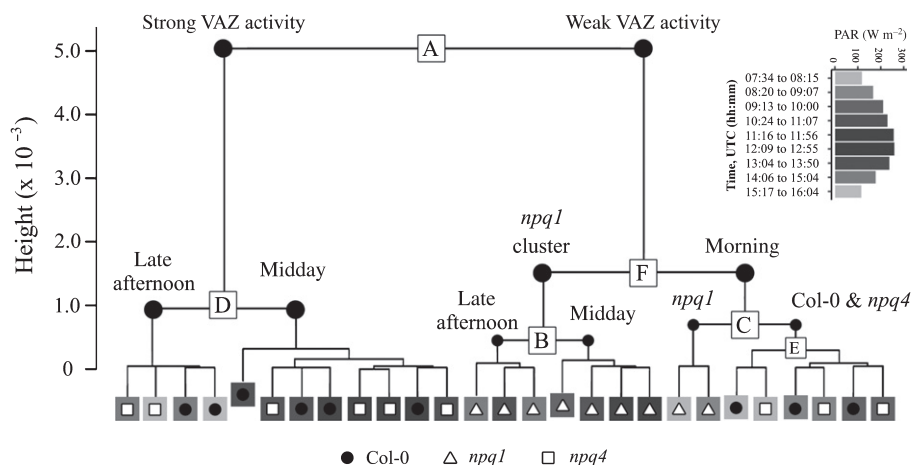 Strong VAZ activity
Weak VAZ activity
A
PAR (W m⁻²)
0 100 200 300
Time, UTC (hh:mm)
07:34 to 08:15
08:20 to 09:07
09:13 to 10:00
10:24 to 11:07
11:16 to 11:56
12:09 to 12:55
13:04 to 13:50
14:06 to 15:04
15:17 to 16:04
Height (x 10⁻³)
5.0
4.0
3.0
2.0
1.0
0
Late
afternoon
Midday
D
npq1
cluster
F
Morning
Late
afternoon
Midday
B
npq1
C
Col-0 & npq4
E
Col-0 npq1 npq4